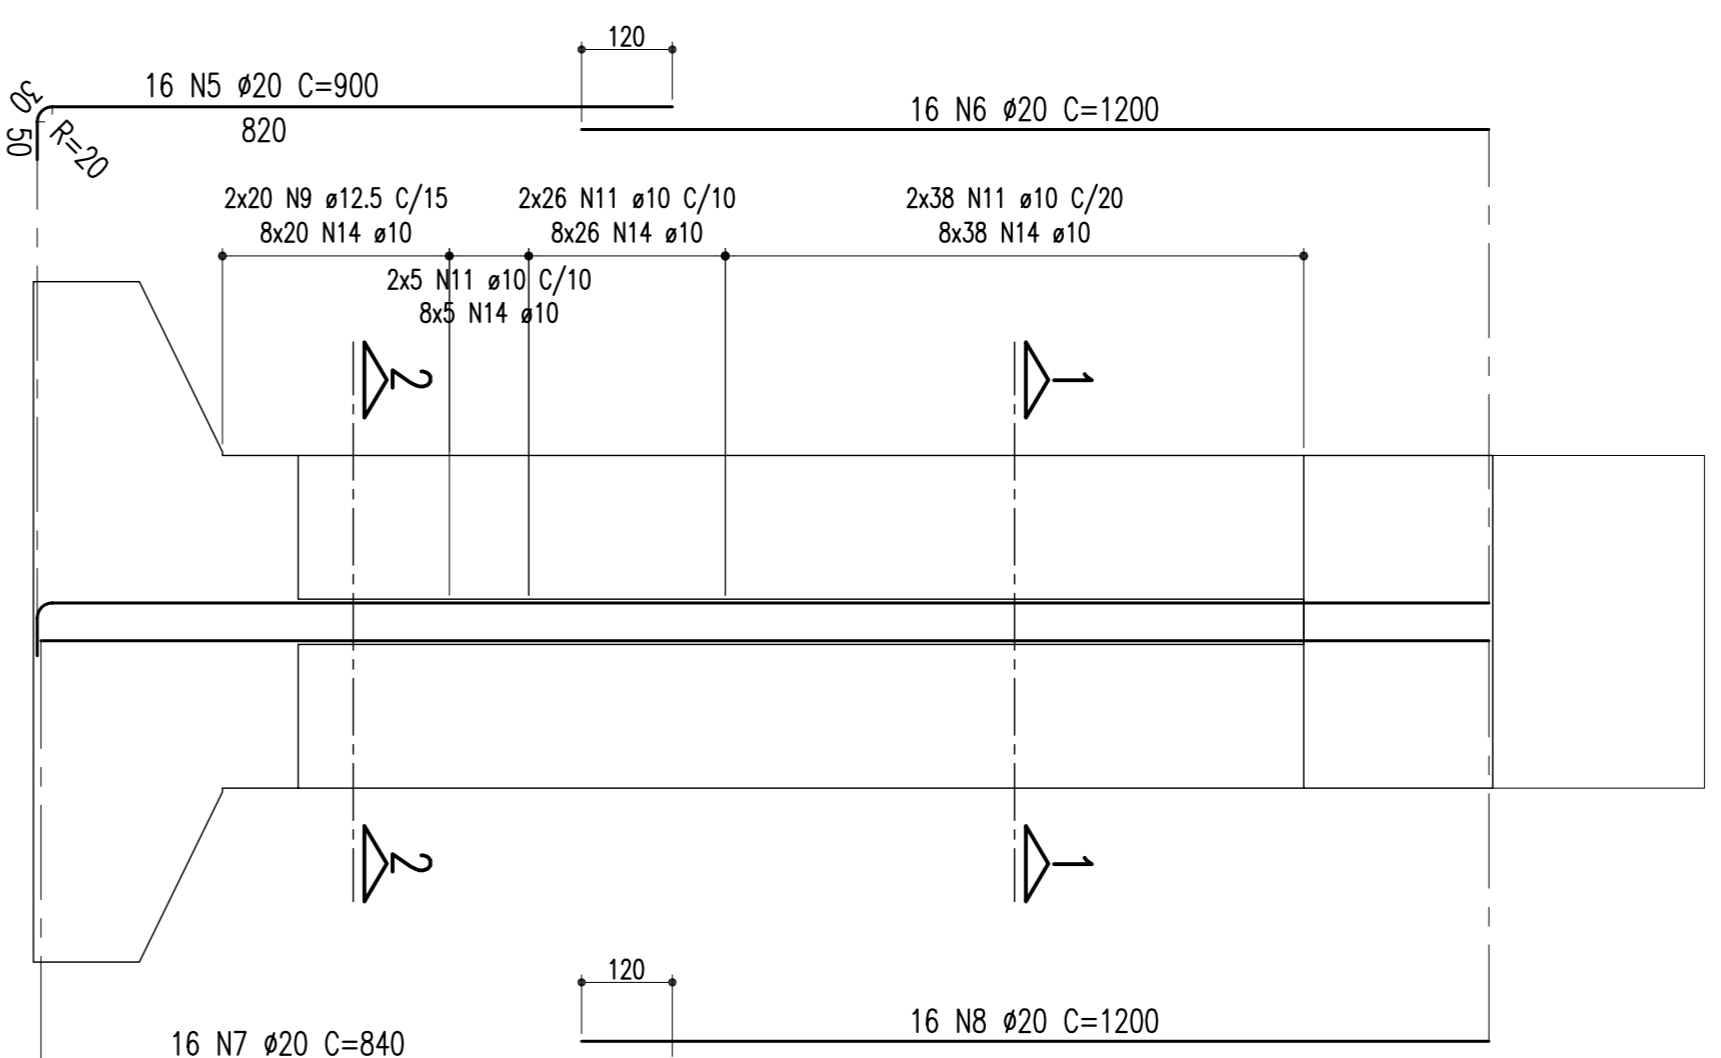 120
16 N5 ø20 C=900
16 N6 ø20 C=1200
30
50
R=20
820
2x20 N9 ø12.5 C/15
8x20 N14 ø10
2x26 N11 ø10 C/10
8x26 N14 ø10
2x38 N11 ø10 C/20
8x38 N14 ø10
2x5 N11 ø10 C/10
8x5 N14 ø10
2
1
2
1
120
16 N8 ø20 C=1200
16 N7 ø20 C=840